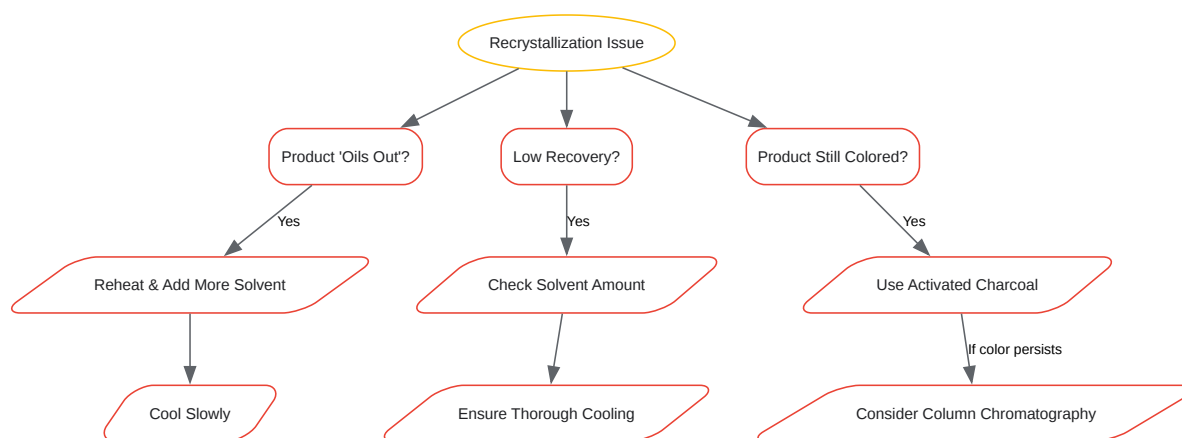 Recrystallization Issue
Product 'Oils Out'?
Low Recovery?
Product Still Colored?
Yes
Yes
Yes
Reheat & Add More Solvent
Check Solvent Amount
Use Activated Charcoal
If color persists
Cool Slowly
Ensure Thorough Cooling
Consider Column Chromatography